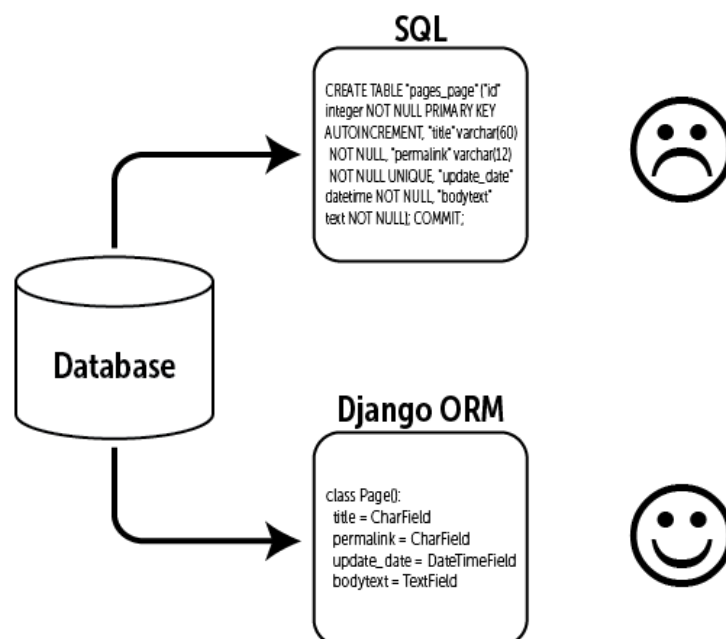 SQL
CREATE TABLE "pages_page" ("id"
integer NOT NULL PRIMARY KEY
AUTOINCREMENT, "title" varchar(60)
NOT NULL, "permalink" varchar(12)
NOT NULL UNIQUE, "update_date"
datetime NOT NULL, "bodytext"
text NOT NULL); COMMIT;
Database
Django ORM
class Page():
title = CharField
permalink = CharField
update_date = DateTimeField
bodytext = TextField